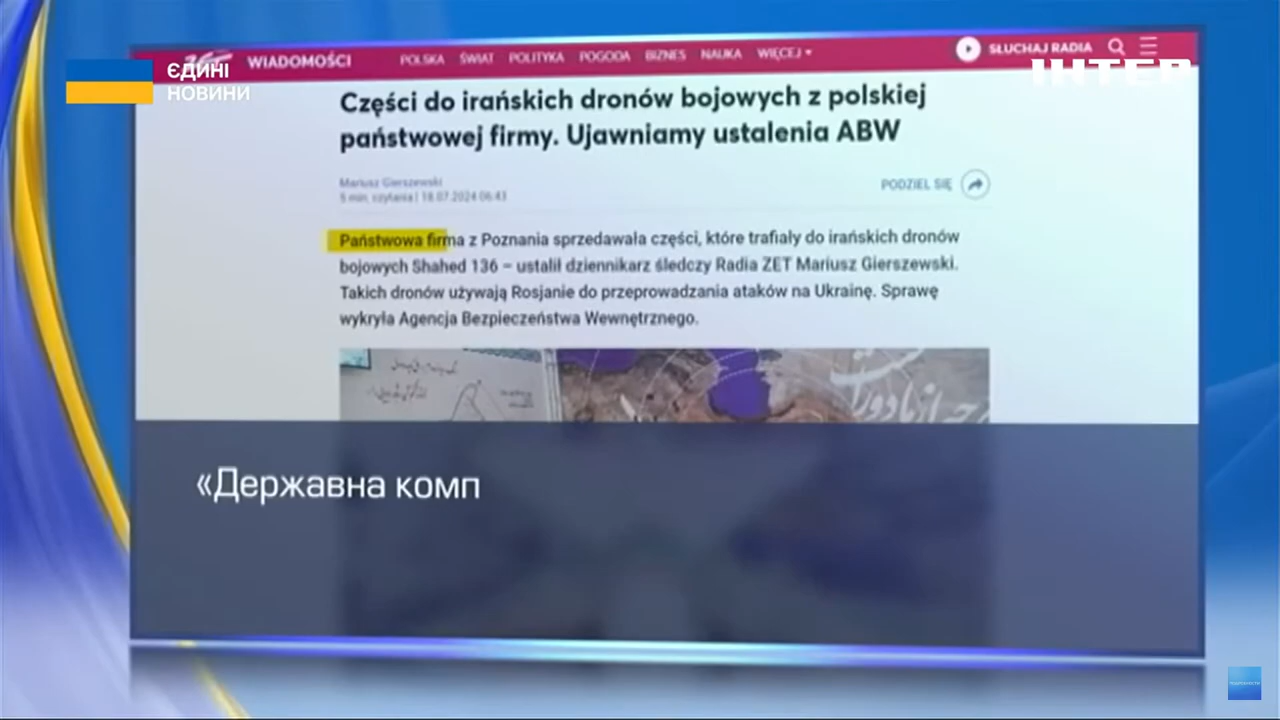 WIADOMOŚCI
POLSKA ŚWIAT POLITYKA POGODA BIZNES NAUKA WIĘCEJ
SŁUCHAJ RADIA
ЄДИНІ
НОВИНИ
ІНТЕР
Części do irańskich dronów bojowych z polskiej
państwowej firmy. Ujawniamy ustalenia ABW
Mariusz Gierszewski
5 min. czytania | 18.07.2024 06:43
PODZIEL SIĘ
Państwowa firma z Poznania sprzedawała części, które trafiały do irańskich dronów
bojowych Shahed 136 – ustalił dziennikarz śledczy Radia ZET Mariusz Gierszewski.
Takich dronów używają Rosjanie do przeprowadzania ataków na Ukrainę. Sprawę
wykryła Agencja Bezpieczeństwa Wewnętrznego.
«Державна комп